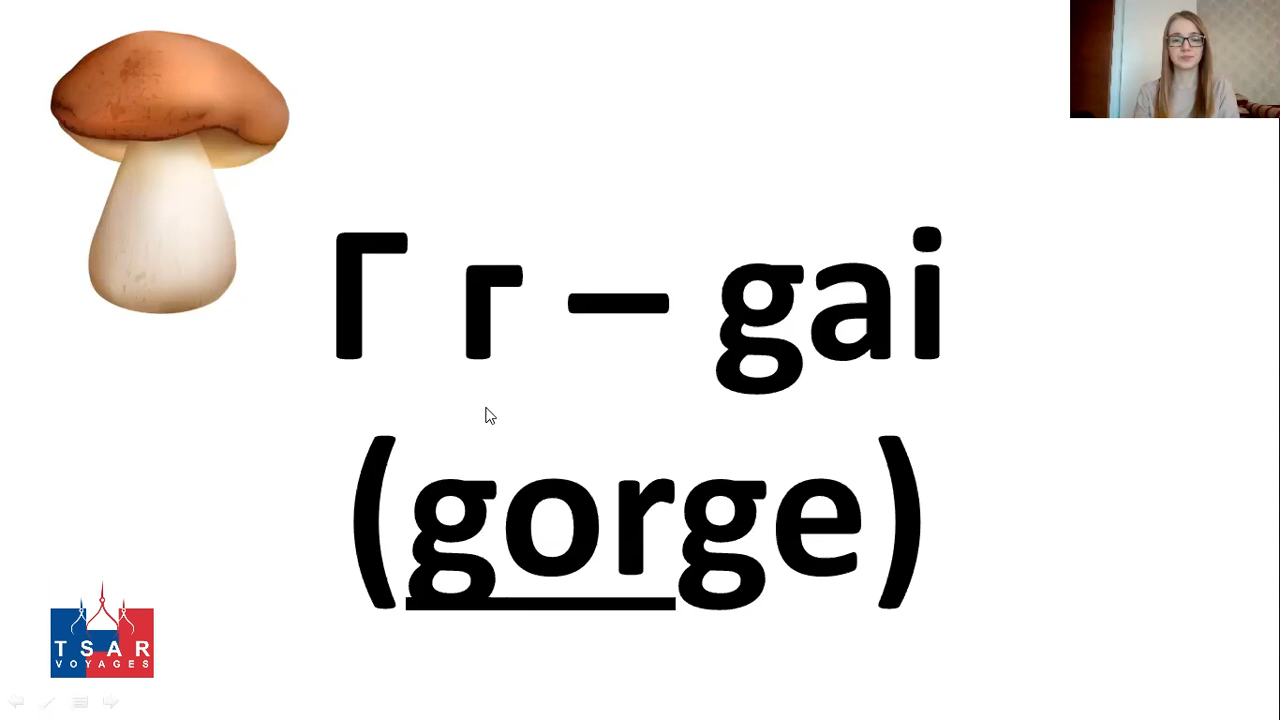 Г г – gai
(gorge)
TSAR
VOYAGES